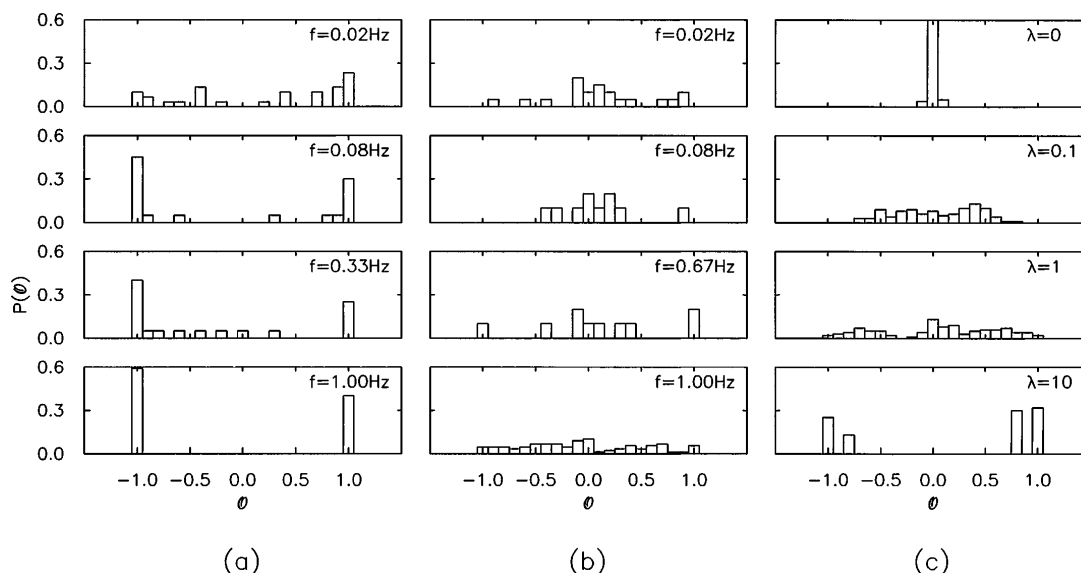 0.6 f=0.02Hz f=0.02Hz λ=0
0.3
0.0
0.6 f=0.08Hz f=0.08Hz λ=0.1
0.3
0.0
0.6 f=0.33Hz f=0.67Hz λ=1
0.3
0.0
0.6 f=1.00Hz f=1.00Hz λ=10
0.3
0.0
P(𝒪)
−1.0 −0.5 0.0 0.5 1.0 −1.0 −0.5 0.0 0.5 1.0 −1.0 −0.5 0.0 0.5 1.0
𝒪 𝒪 𝒪
(a) (b) (c)